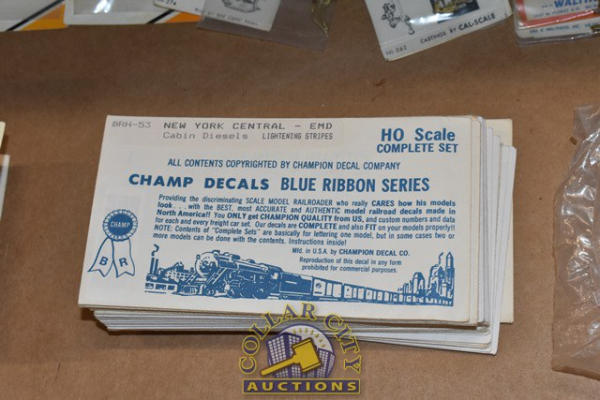 HI-262
CASTINGS BY CAL-SCALE
BRH-53 NEW YORK CENTRAL - EMD
Cabin Diesels LIGHTENING STRIPES
HO Scale
COMPLETE SET
ALL CONTENTS COPYRIGHTED BY CHAMPION DECAL COMPANY
CHAMP DECALS BLUE RIBBON SERIES
Providing the discriminating SCALE MODEL RAILROADER who really CARES how his models
look . . . with the BEST, most ACCURATE and AUTHENTIC model railroad decals made in
North America!! You ONLY get CHAMPION QUALITY from US, and custom numbers and data
for each and every freight car set. Our decals are COMPLETE and also FIT on your models properly!!
NOTE: Contents of "Complete Sets" are basically for lettering one model, but in some cases two or
more models can be done with the contents. Instructions inside!
Mfd. in U.S.A. by CHAMPION DECAL CO.
Reproduction of this decal in any form
prohibited for commercial purposes.
CHAMP
B R
COLLAR CITY
AUCTIONS